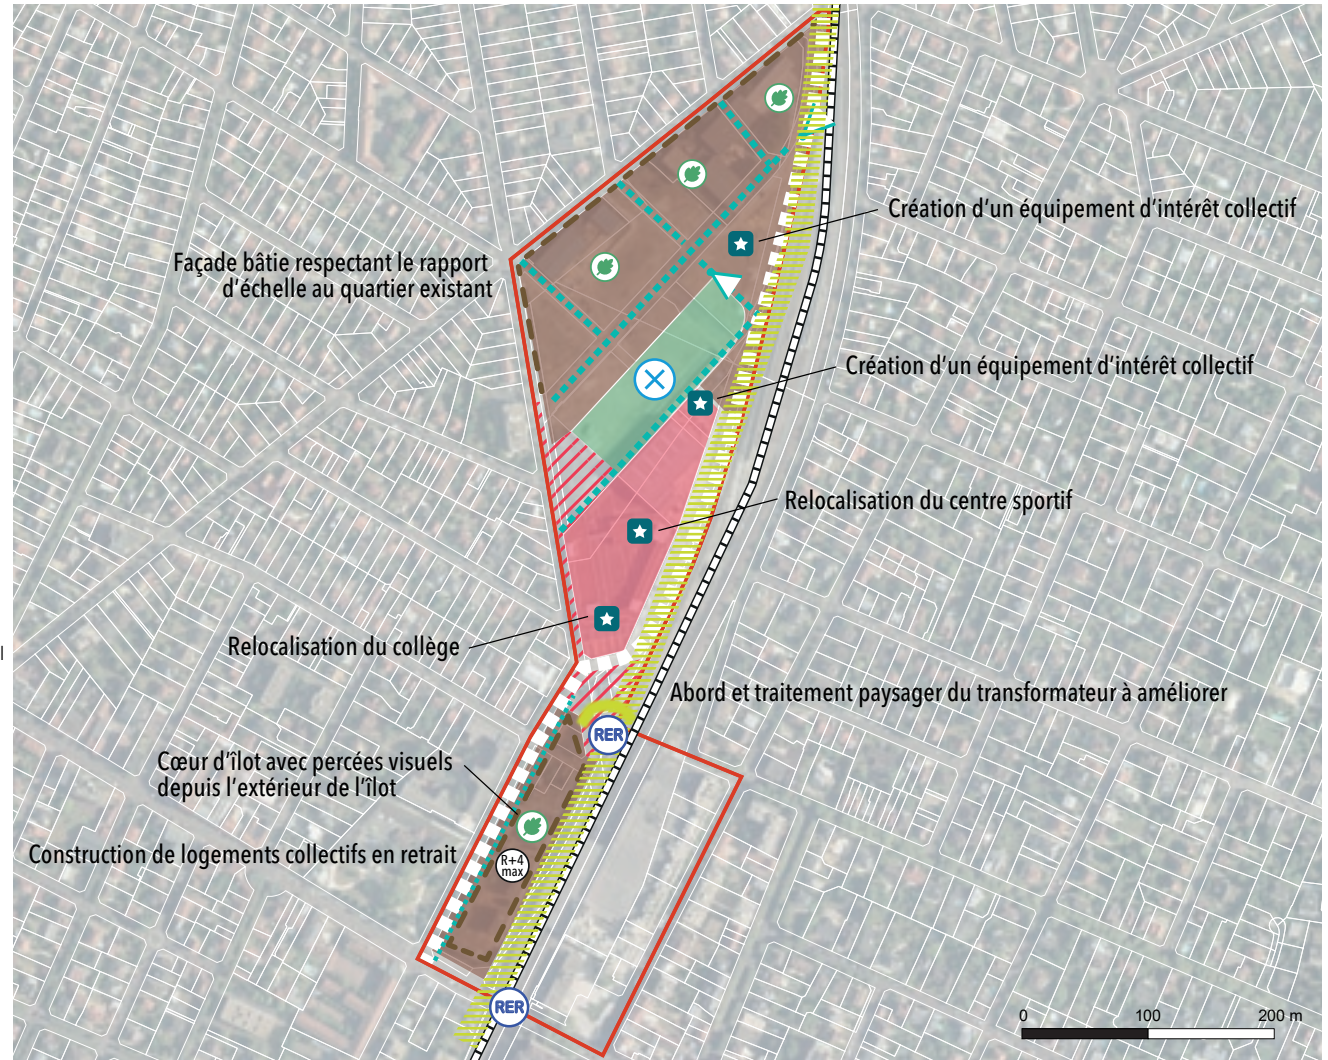 Création d'un équipement d'intérêt collectif
Façade bâtie respectant le rapport
d'échelle au quartier existant
Création d'un équipement d'intérêt collectif
Relocalisation du centre sportif
Relocalisation du collège
Abord et traitement paysager du transformateur à améliorer
RER
Cœur d'îlot avec percées visuels
depuis l'extérieur de l'îlot
Construction de logements collectifs en retrait
R+4
max
RER
0 100 200 m